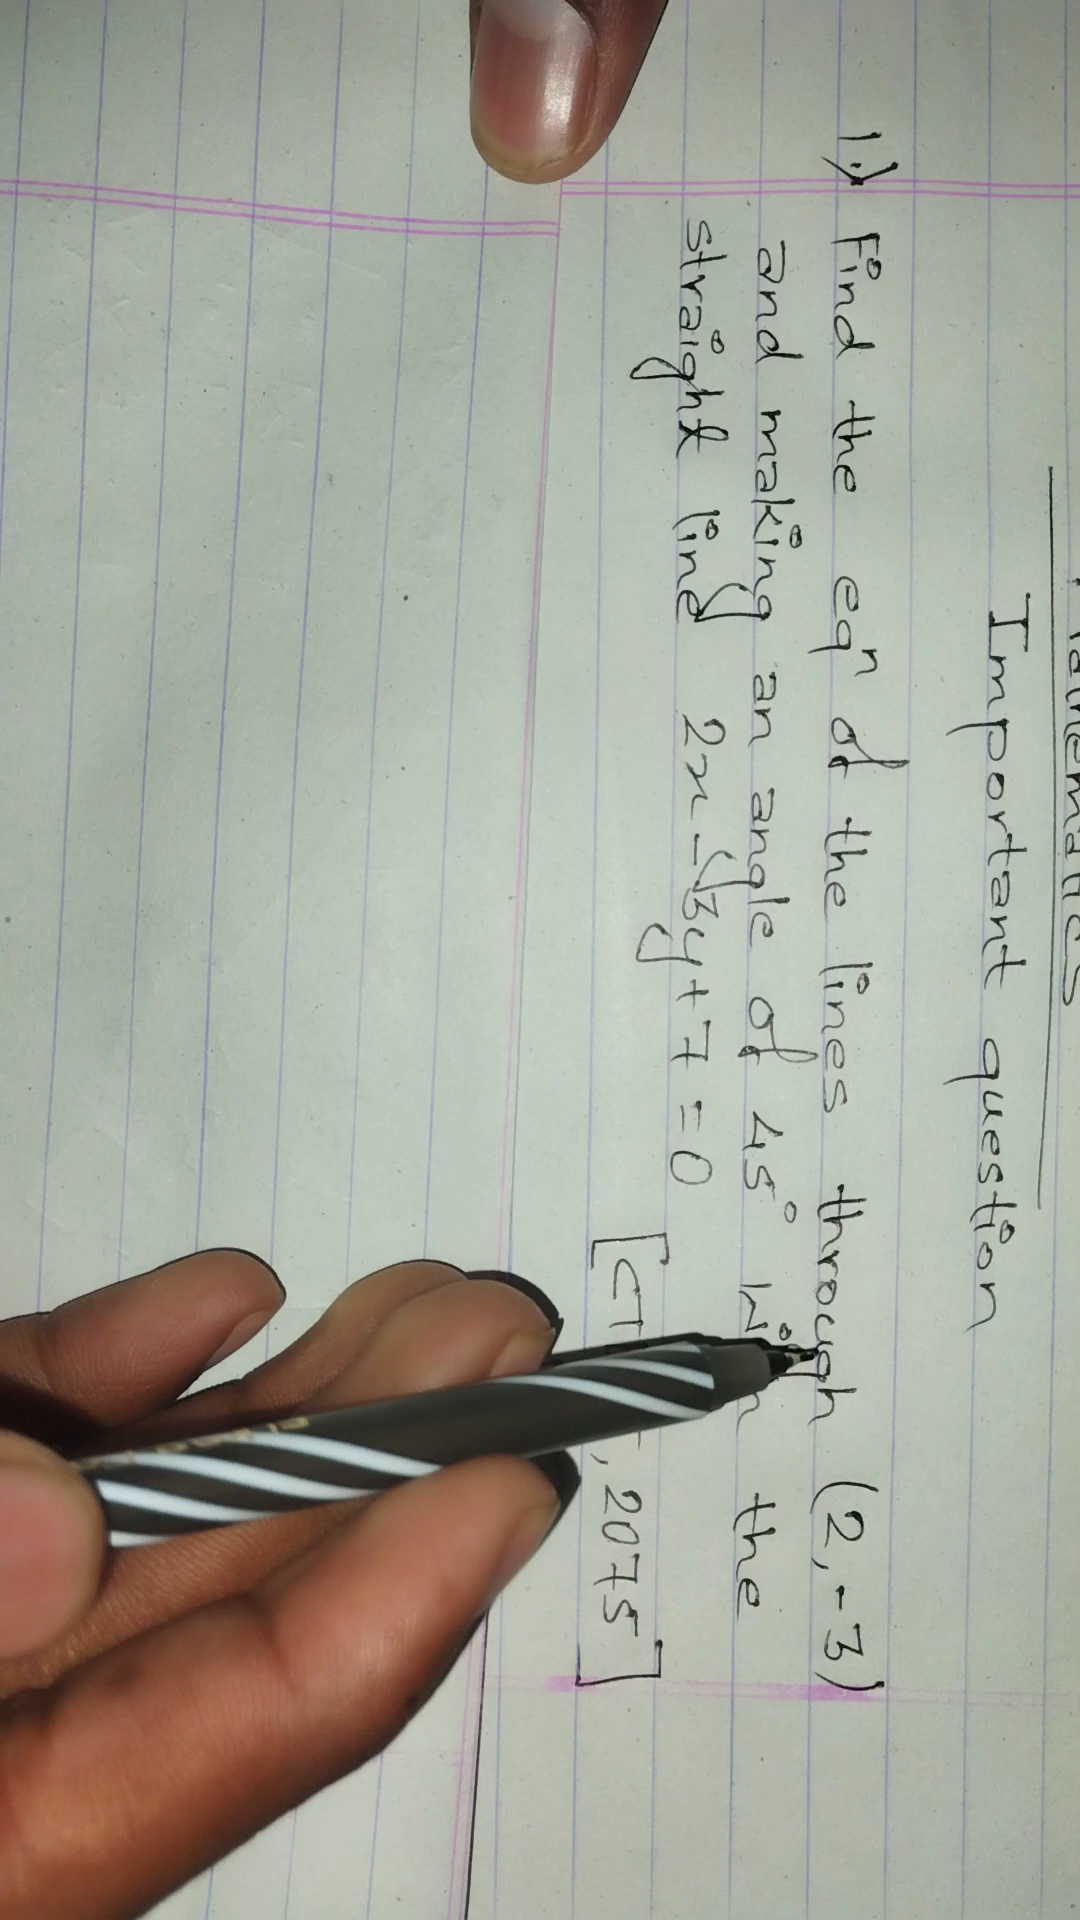 Mathematics
Important question
1.) Find the eqⁿ of the lines through (2,-3)
and making an angle of 45° with the
straight line 2x-3y+7=0
, 2075]